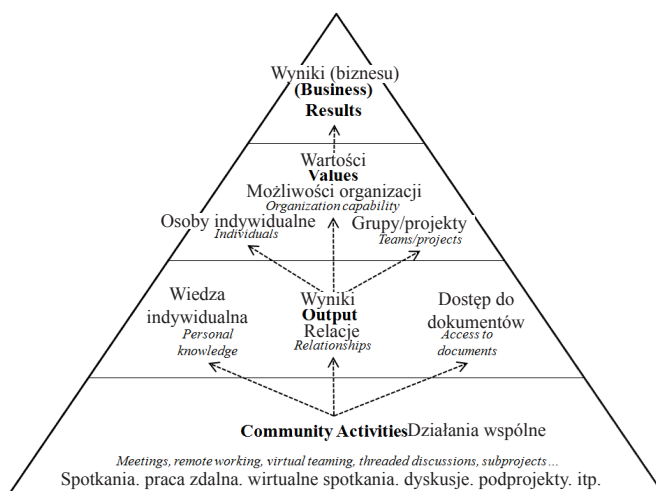 Wyniki (biznesu)
(Business)
Results
Wartości
Values
Możliwości organizacji
Organization capability
Osoby indywidualne
Individuals
Grupy/projekty
Teams/projects
Wiedza
indywidualna
Personal
knowledge
Wyniki
Output
Relacje
Relationships
Dostęp do
dokumentów
Access to
documents
Community Activities Działania wspólne
Meetings, remote working, virtual teaming, threaded discussions, subprojects ...
Spotkania. praca zdalna. wirtualne spotkania. dyskusje. podprojekty. itp.